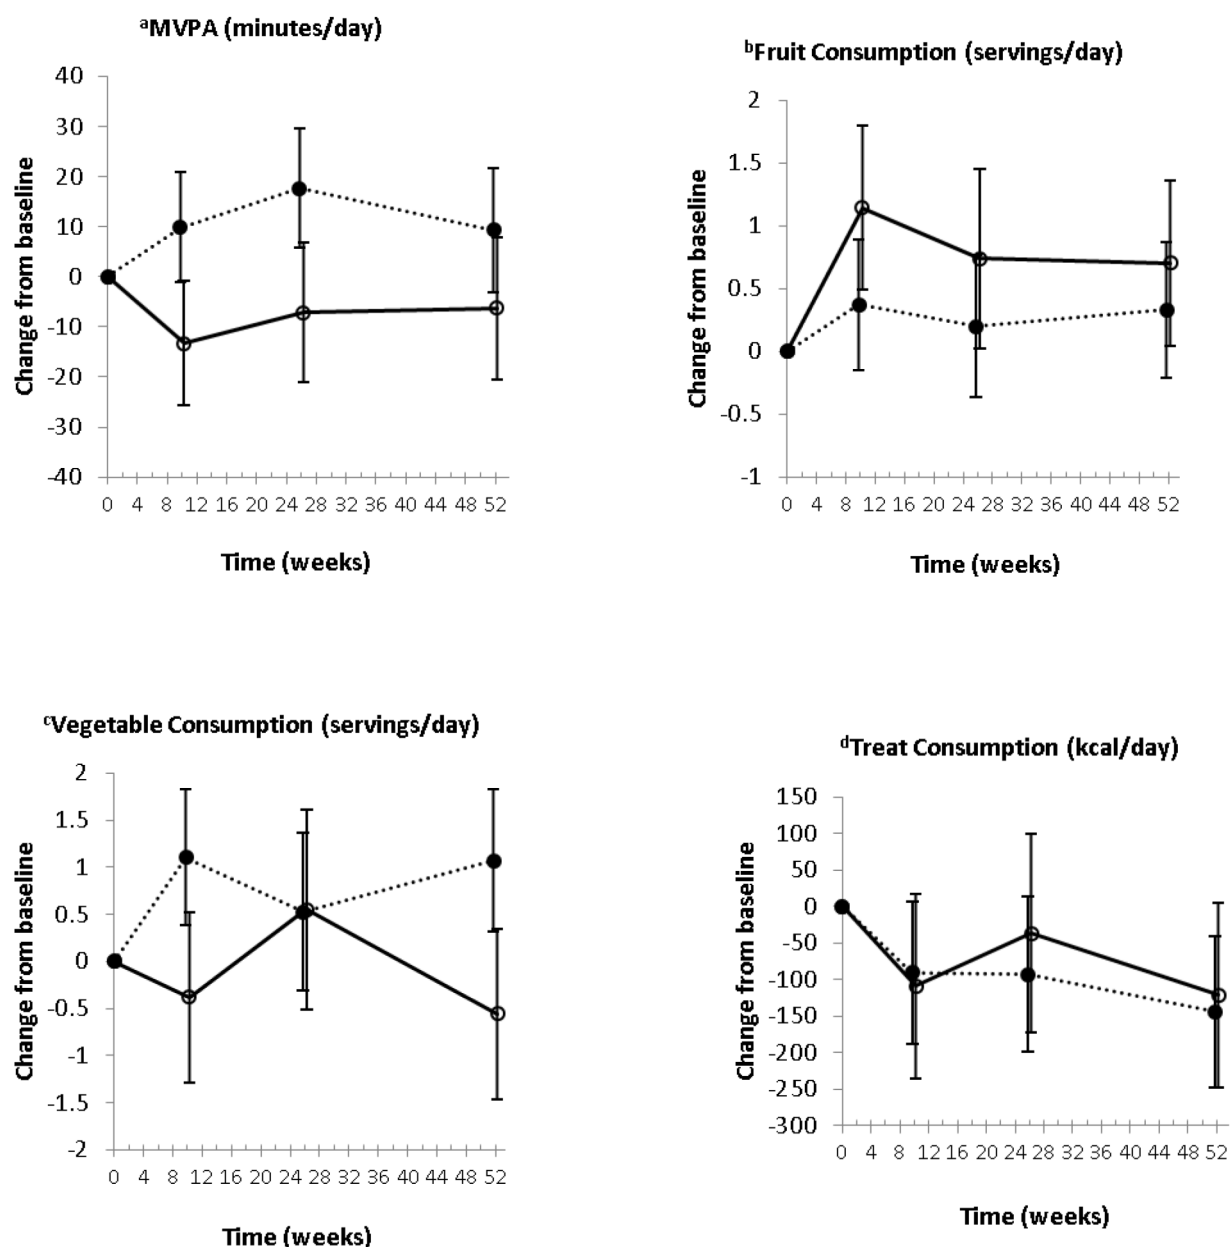 ᵃMVPA (minutes/day)
40
30
20
10
0
-10
-20
-30
-40
Change from baseline
0 4 8 12 16 20 24 28 32 36 40 44 48 52
Time (weeks)
ᵇFruit Consumption (servings/day)
2
1.5
1
0.5
0
-0.5
-1
Change from baseline
0 4 8 12 16 20 24 28 32 36 40 44 48 52
Time (weeks)
ᶜVegetable Consumption (servings/day)
2
1.5
1
0.5
0
-0.5
-1
-1.5
-2
Change from baseline
0 4 8 12 16 20 24 28 32 36 40 44 48 52
Time (weeks)
ᵈTreat Consumption (kcal/day)
150
100
50
0
-50
-100
-150
-200
-250
-300
Change from baseline
0 4 8 12 16 20 24 28 32 36 40 44 48 52
Time (weeks)